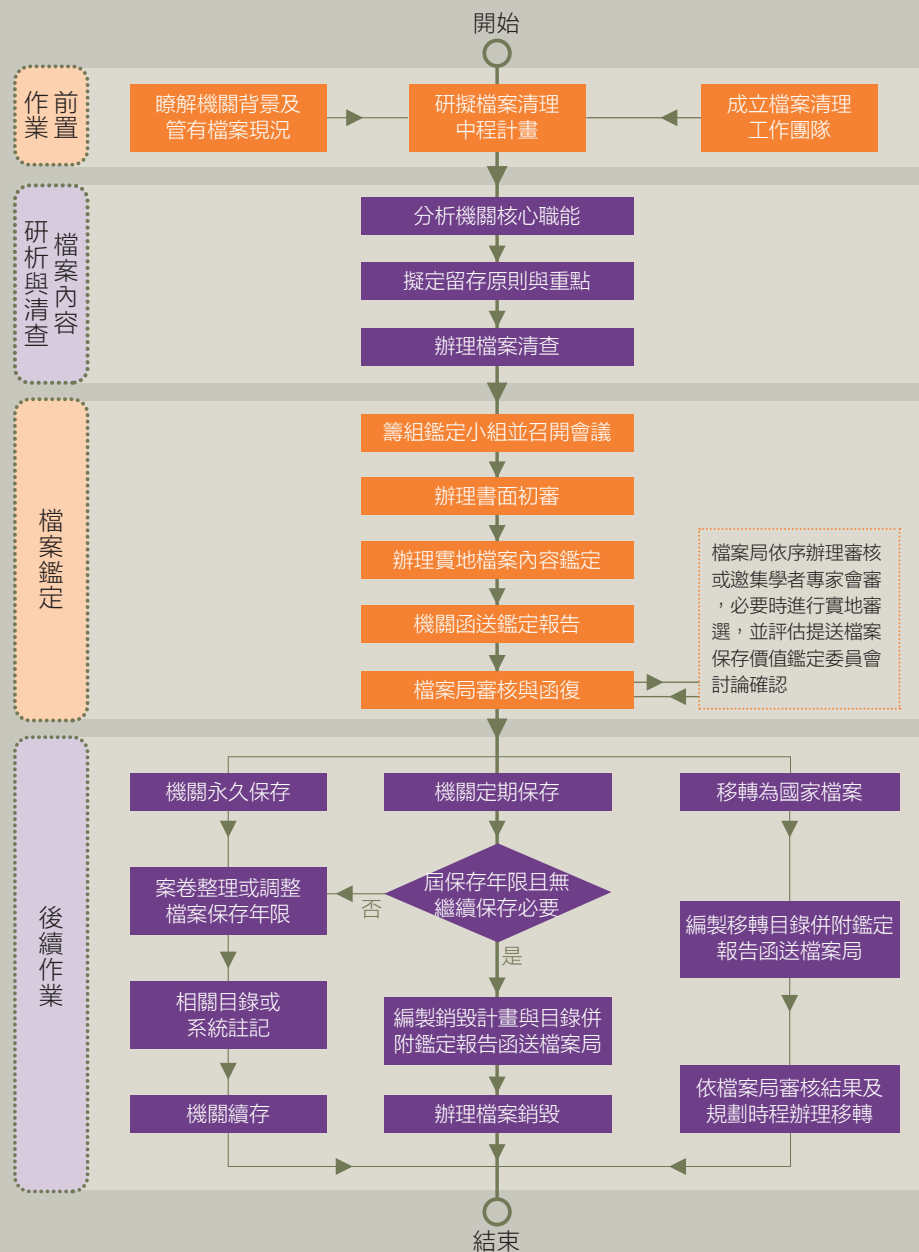 開始
前置
作業
瞭解機關背景及
管有檔案現況
研擬檔案清理
中程計畫
成立檔案清理
工作團隊
檔案內容
研析與清查
分析機關核心職能
擬定留存原則與重點
辦理檔案清查
檔案鑑定
籌組鑑定小組並召開會議
辦理書面初審
辦理實地檔案內容鑑定
機關函送鑑定報告
檔案局審核與函復
檔案局依序辦理審核
或邀集學者專家會審
，必要時進行實地審
選，並評估提送檔案
保存價值鑑定委員會
討論確認
後續作業
機關永久保存
機關定期保存
移轉為國家檔案
案卷整理或調整
檔案保存年限
否
屆保存年限且無
繼續保存必要
是
編製移轉目錄併附鑑定
報告函送檔案局
相關目錄或
系統註記
編製銷毀計畫與目錄併
附鑑定報告函送檔案局
機關續存
辦理檔案銷毀
依檔案局審核結果及
規劃時程辦理移轉
結束